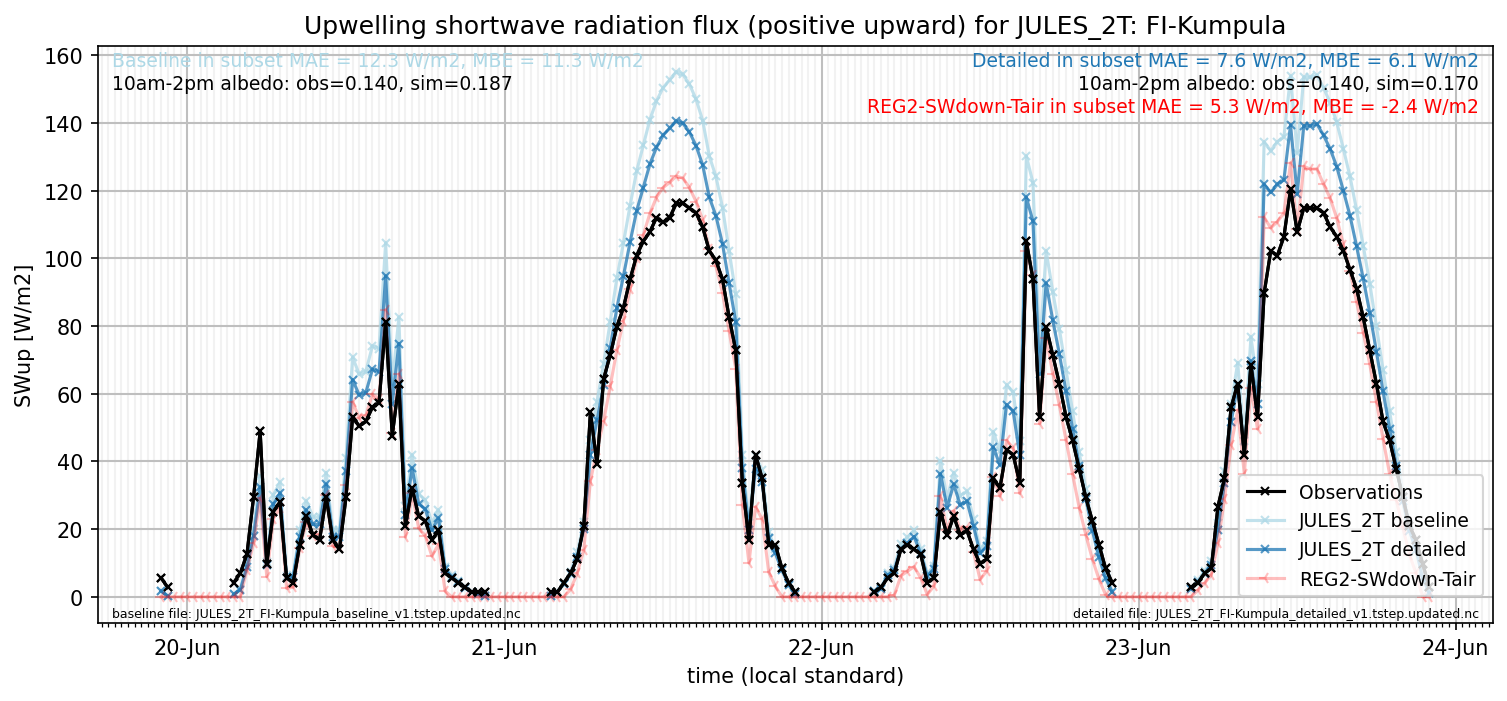 Upwelling shortwave radiation flux (positive upward) for JULES_2T: FI-Kumpula
Baseline in subset MAE = 12.3 W/m2, MBE = 11.3 W/m2
10am-2pm albedo: obs=0.140, sim=0.187
Detailed in subset MAE = 7.6 W/m2, MBE = 6.1 W/m2
10am-2pm albedo: obs=0.140, sim=0.170
REG2-SWdown-Tair in subset MAE = 5.3 W/m2, MBE = -2.4 W/m2
SWup [W/m2]
160
140
120
100
80
60
40
20
0
Observations
JULES_2T baseline
JULES_2T detailed
REG2-SWdown-Tair
baseline file: JULES_2T_FI-Kumpula_baseline_v1.tstep.updated.nc
detailed file: JULES_2T_FI-Kumpula_detailed_v1.tstep.updated.nc
20-Jun
21-Jun
22-Jun
23-Jun
24-Jun
time (local standard)